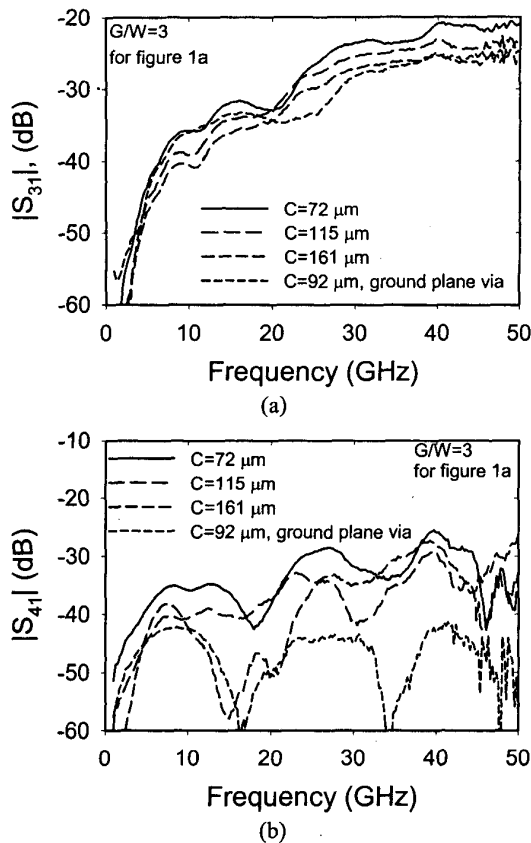 -20
G/W=3
for figure 1a
-30
-40
-50
-60
|S31|, (dB)
C=72 μm
C=115 μm
C=161 μm
C=92 μm, ground plane via
0 10 20 30 40 50
Frequency (GHz)
(a)
-10
G/W=3
for figure 1a
C=72 μm
C=115 μm
C=161 μm
C=92 μm, ground plane via
-20
-30
-40
-50
-60
|S41| (dB)
0 10 20 30 40 50
Frequency (GHz)
(b)